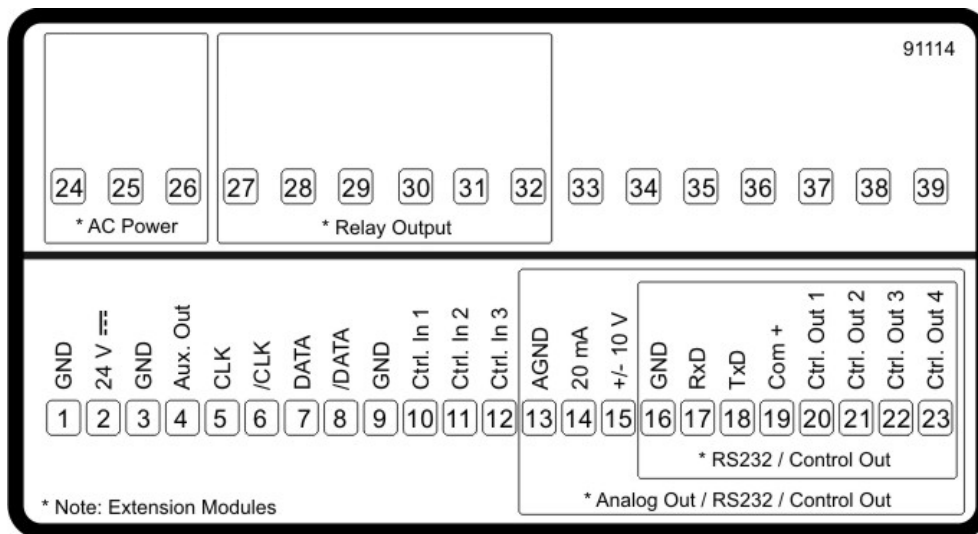 91114
24 25 26 27 28 29 30 31 32 33 34 35 36 37 38 39
* AC Power
* Relay Output
GND
24 V ⎓
GND
Aux. Out
CLK
/CLK
DATA
/DATA
GND
Ctrl. In 1
Ctrl. In 2
Ctrl. In 3
AGND
20 mA
+/- 10 V
GND
RxD
TxD
Com +
Ctrl. Out 1
Ctrl. Out 2
Ctrl. Out 3
Ctrl. Out 4
1 2 3 4 5 6 7 8 9 10 11 12 13 14 15 16 17 18 19 20 21 22 23
* RS232 / Control Out
* Note: Extension Modules
* Analog Out / RS232 / Control Out